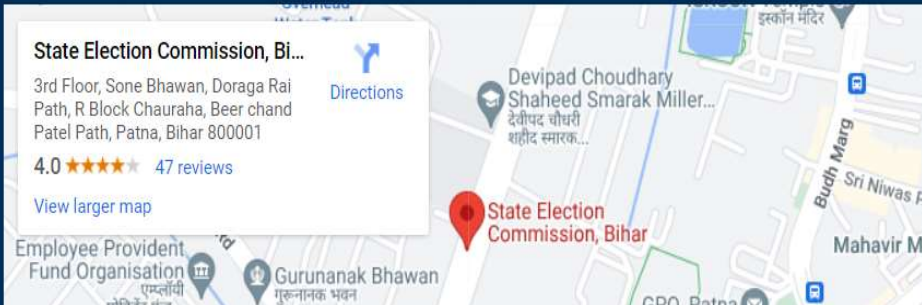 इस्कॉन मंदिर
State Election Commission, Bi...
3rd Floor, Sone Bhawan, Doraga Rai
Path, R Block Chauraha, Beer chand
Patel Path, Patna, Bihar 800001
4.0
47 reviews
View larger map
Directions
Devipad Choudhary
Shaheed Smarak Miller...
देवीपद चौधरी
शहीद स्मारक...
Budh Marg
Sri Niwas
State Election
Commission, Bihar
Mahavir M
Employee Provident
Fund Organisation
एम्प्लॉयी
Gurunanak Bhawan
गुरूनानक भवन
GPO, Patna